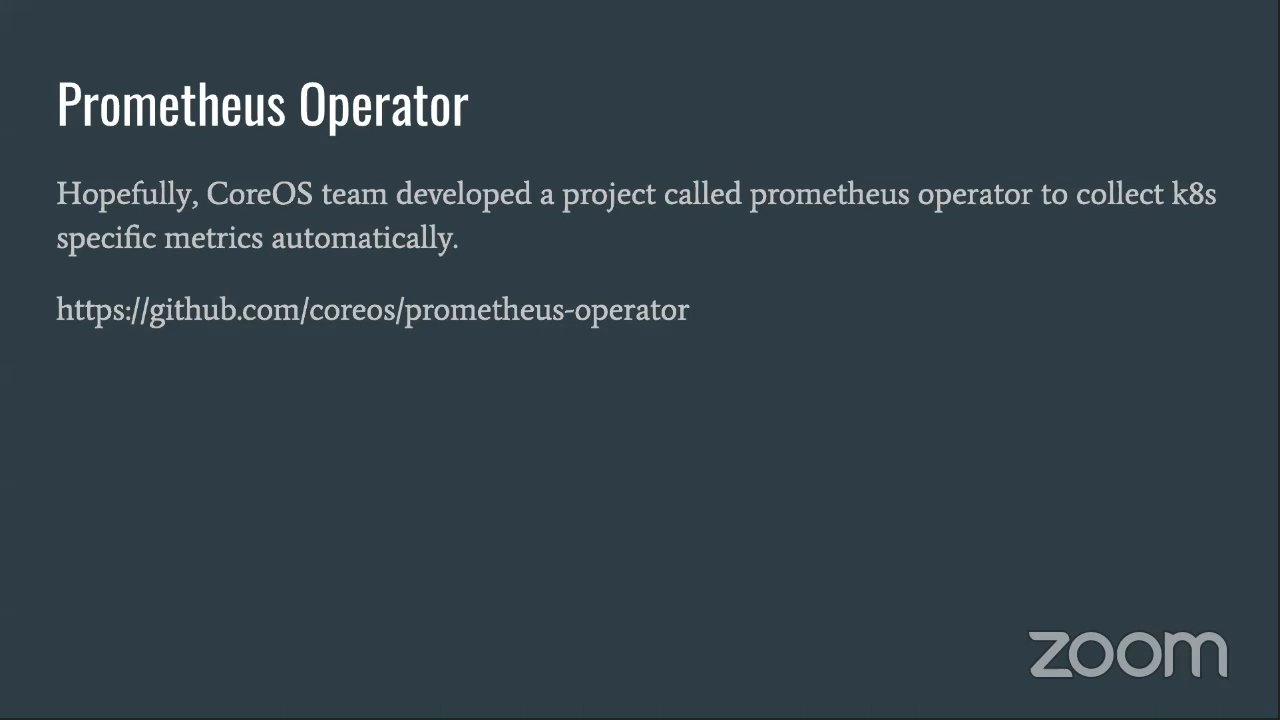 Prometheus Operator
Hopefully, CoreOS team developed a project called prometheus operator to collect k8s
specific metrics automatically.
https://github.com/coreos/prometheus-operator
zoom